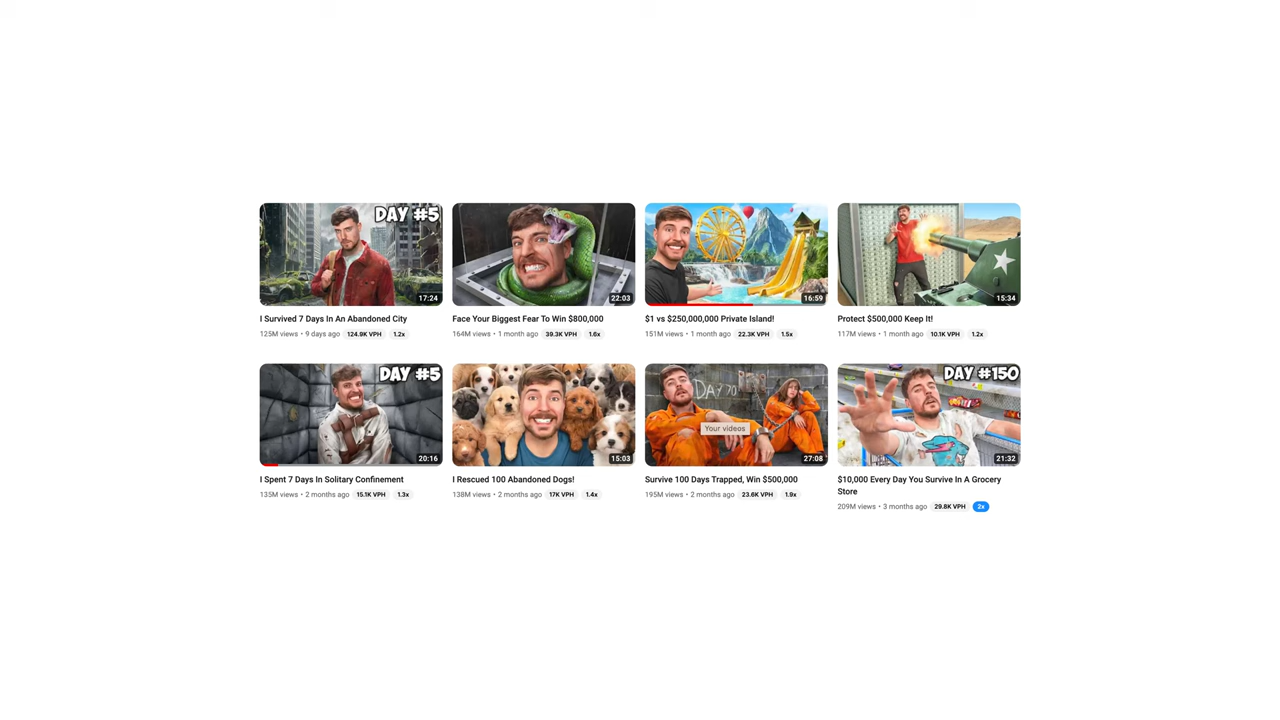 DAY #5
17:24
22:03
16:59
15:34
I Survived 7 Days In An Abandoned City
Face Your Biggest Fear To Win $800,000
$1 vs $250,000,000 Private Island!
Protect $500,000 Keep It!
125M views • 9 days ago 124.9K VPH 1.2x
164M views • 1 month ago 39.3K VPH 1.6x
151M views • 1 month ago 22.3K VPH 1.5x
117M views • 1 month ago 10.1K VPH 1.2x
DAY #5
DAY 70
DAY #150
Your videos
20:16
15:03
27:08
21:32
I Spent 7 Days In Solitary Confinement
I Rescued 100 Abandoned Dogs!
Survive 100 Days Trapped, Win $500,000
$10,000 Every Day You Survive In A Grocery
Store
135M views • 2 months ago 15.1K VPH 1.3x
138M views • 2 months ago 17K VPH 1.4x
195M views • 2 months ago 23.6K VPH 1.9x
209M views • 3 months ago 29.8K VPH 2x